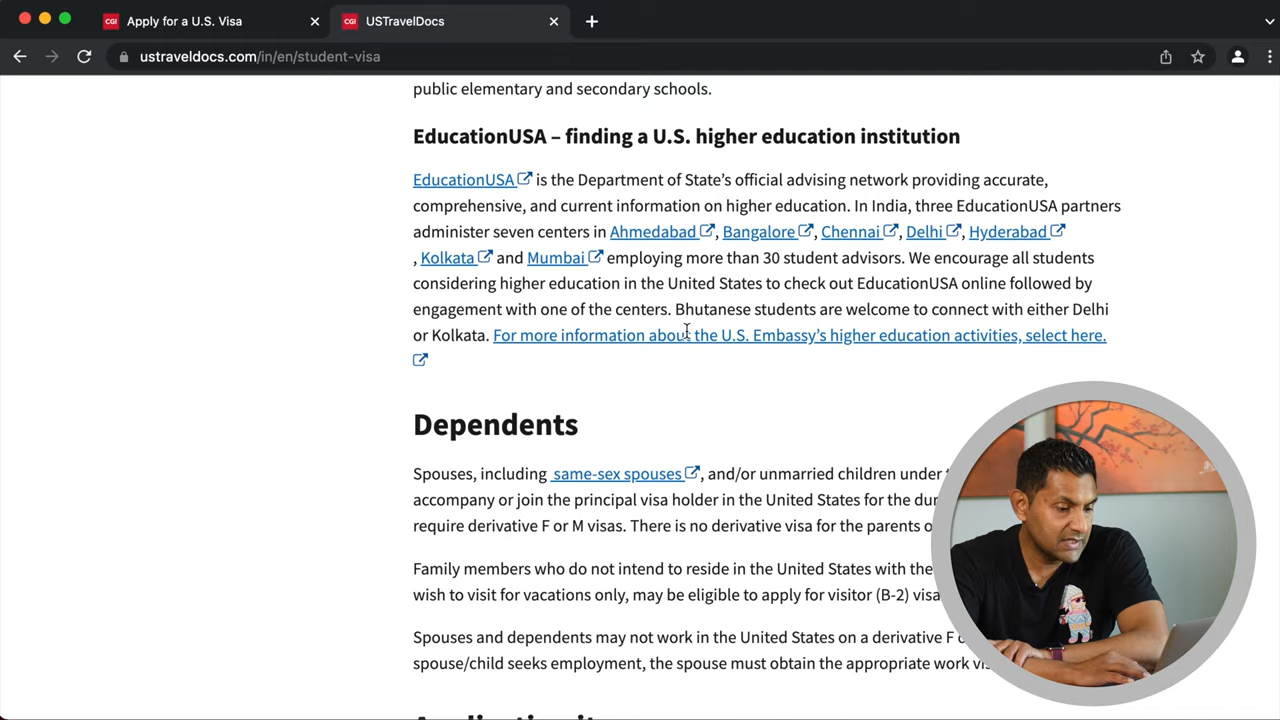 CGI Apply for a U.S. Visa
CGI USTravelDocs
ustraveldocs.com/in/en/student-visa
public elementary and secondary schools.
EducationUSA – finding a U.S. higher education institution
EducationUSA is the Department of State’s official advising network providing accurate,
comprehensive, and current information on higher education. In India, three EducationUSA partners
administer seven centers in Ahmedabad , Bangalore , Chennai , Delhi , Hyderabad
, Kolkata and Mumbai employing more than 30 student advisors. We encourage all students
considering higher education in the United States to check out EducationUSA online followed by
engagement with one of the centers. Bhutanese students are welcome to connect with either Delhi
or Kolkata. For more information about the U.S. Embassy’s higher education activities, select here.
Dependents
Spouses, including same-sex spouses , and/or unmarried children under
accompany or join the principal visa holder in the United States for the
require derivative F or M visas. There is no derivative visa for the parents
Family members who do not intend to reside in the United States with the
wish to visit for vacations only, may be eligible to apply for visitor (B-2)
Spouses and dependents may not work in the United States on a derivative F
spouse/child seeks employment, the spouse must obtain the appropriate work